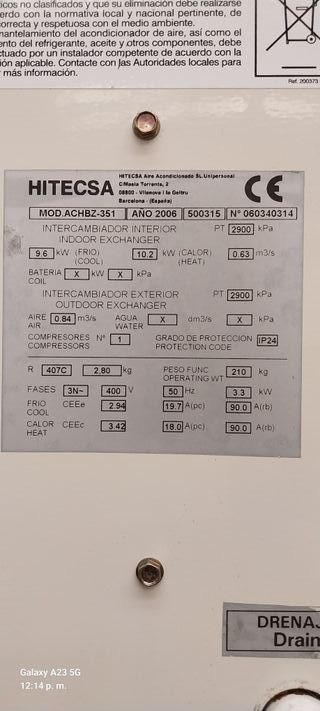 icos no clasificados y que su eliminación debe realizarse
erdo con la normativa local y nacional pertinente, de
correcta y respetuosa con el medio ambiente.
mantelamiento del acondicionador de aire, así como el
ento del refrigerante, aceite y otros componentes, debe
ctuado por un instalador competente de acuerdo con la
ión aplicable. Contacte con las Autoridades locales para
r más información.
Ref. 200373
HITECSA
HITECSA Aire Acondicionado SL.Unipersonal
C/Masia Torrents, 2
08800 - Vilanova i la Geltru
Barcelona - (España)
CE
MOD.ACHBZ-351 AÑO 2006 500315 Nº 060340314
INTERCAMBIADOR INTERIOR PT 2900 kPa
INDOOR EXCHANGER
9.6 kW (FRIO) 10.2 kW (CALOR) 0.63 m3/s
(COOL) (HEAT)
BATERIA X kW X kPa
COIL
INTERCAMBIADOR EXTERIOR PT 2900 kPa
OUTDOOR EXCHANGER
AIRE 0.84 m3/s AGUA X dm3/s X kPa
AIR WATER
COMPRESORES Nº 1 GRADO DE PROTECCION IP24
COMPRESSORS PROTECTION CODE
R 407C 2,80 kg PESO FUNC 210 kg
OPERATING WT
FASES 3N~ 400 V 50 Hz 3.3 kW
FRIO CEEe 2.94 19.7 A(pc) 90.0 A(rb)
COOL
CALOR CEEc 3.42 18.0 A(pc) 90.0 A(rb)
HEAT
DRENAJ
Drain
Galaxy A23 5G
12:14 p. m.